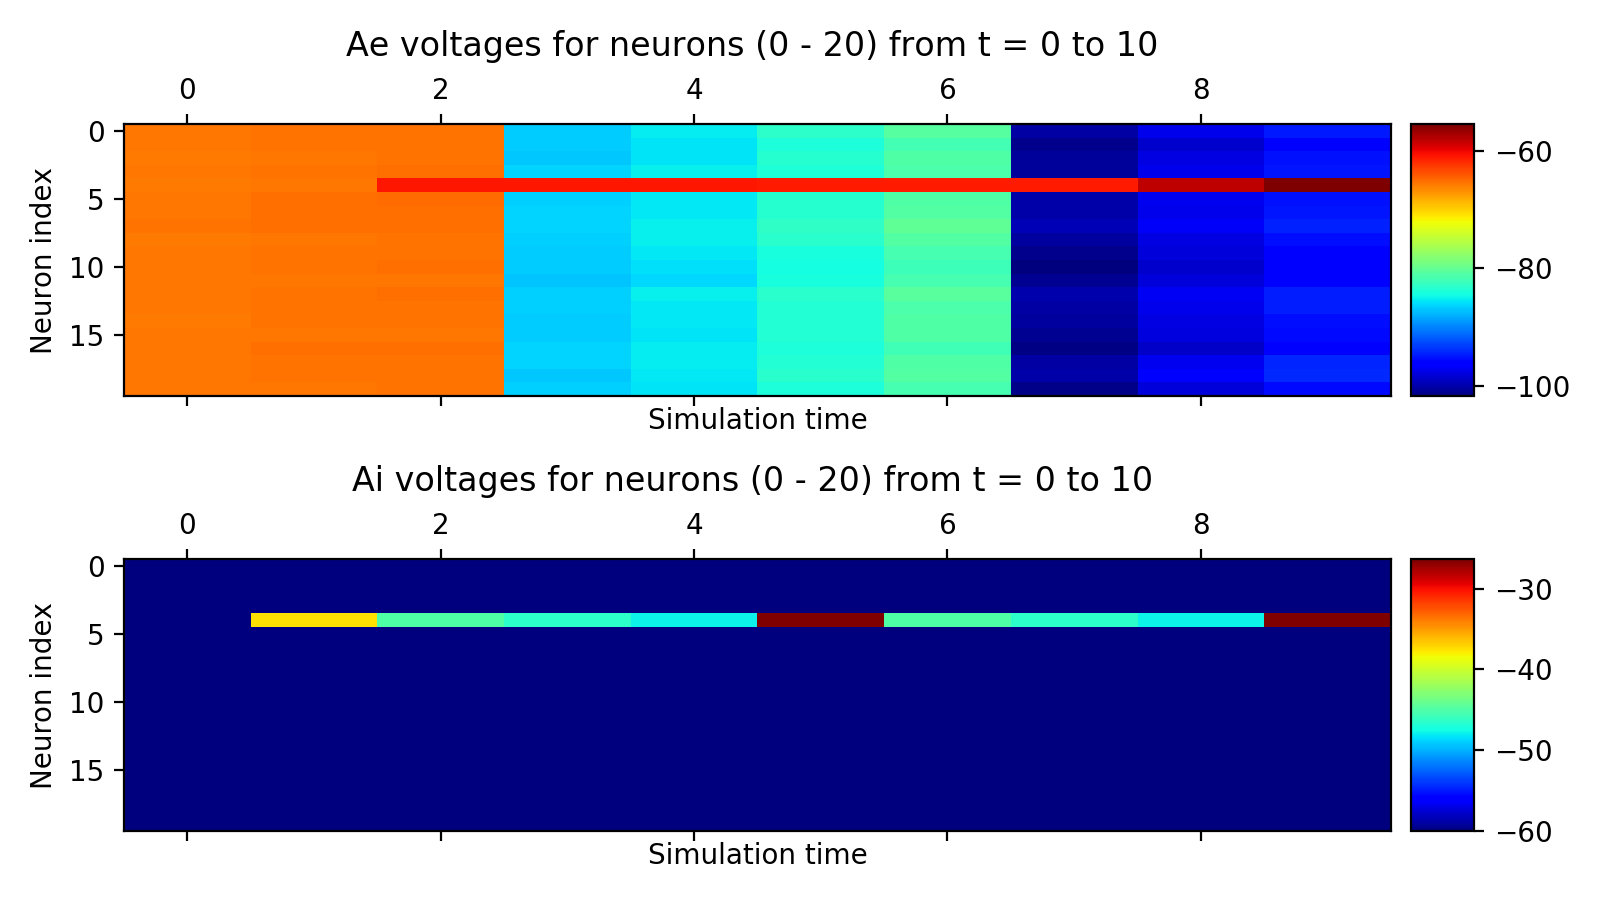 Ae voltages for neurons (0 - 20) from t = 0 to 10
0 2 4 6 8
0
5
10
15
Neuron index
−60
−80
−100
Simulation time
Ai voltages for neurons (0 - 20) from t = 0 to 10
0 2 4 6 8
0
5
10
15
Neuron index
−30
−40
−50
−60
Simulation time